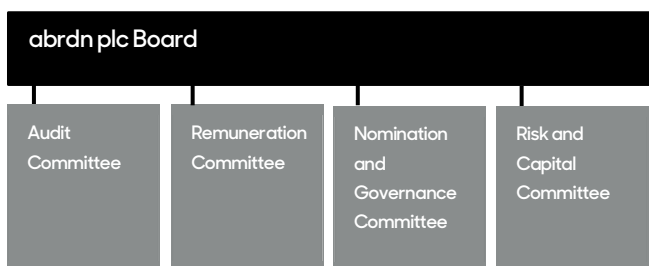 abrdn plc Board
Audit
Committee
Remuneration
Committee
Nomination
and
Governance
Committee
Risk and
Capital
Committee